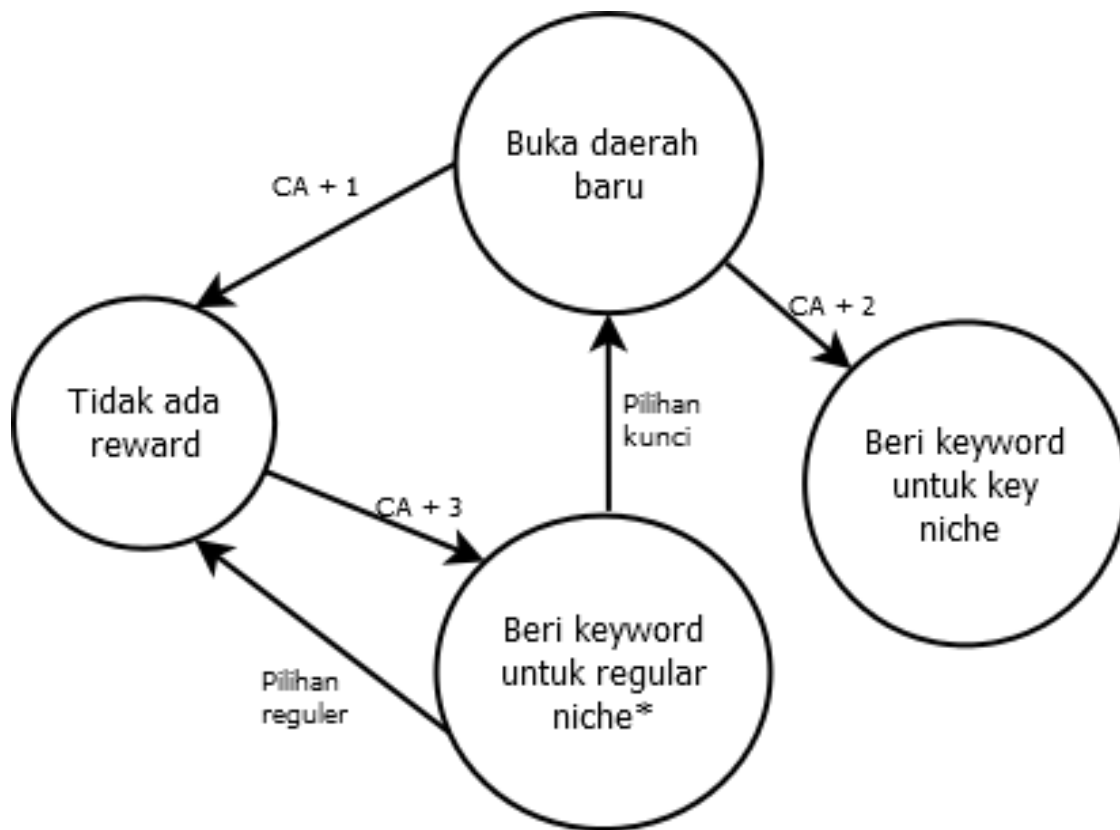 Buka daerah
baru
CA + 1
CA + 2
Tidak ada
reward
Pilihan
kunci
Beri keyword
untuk key
niche
CA + 3
Beri keyword
untuk regular
niche*
Pilihan
reguler